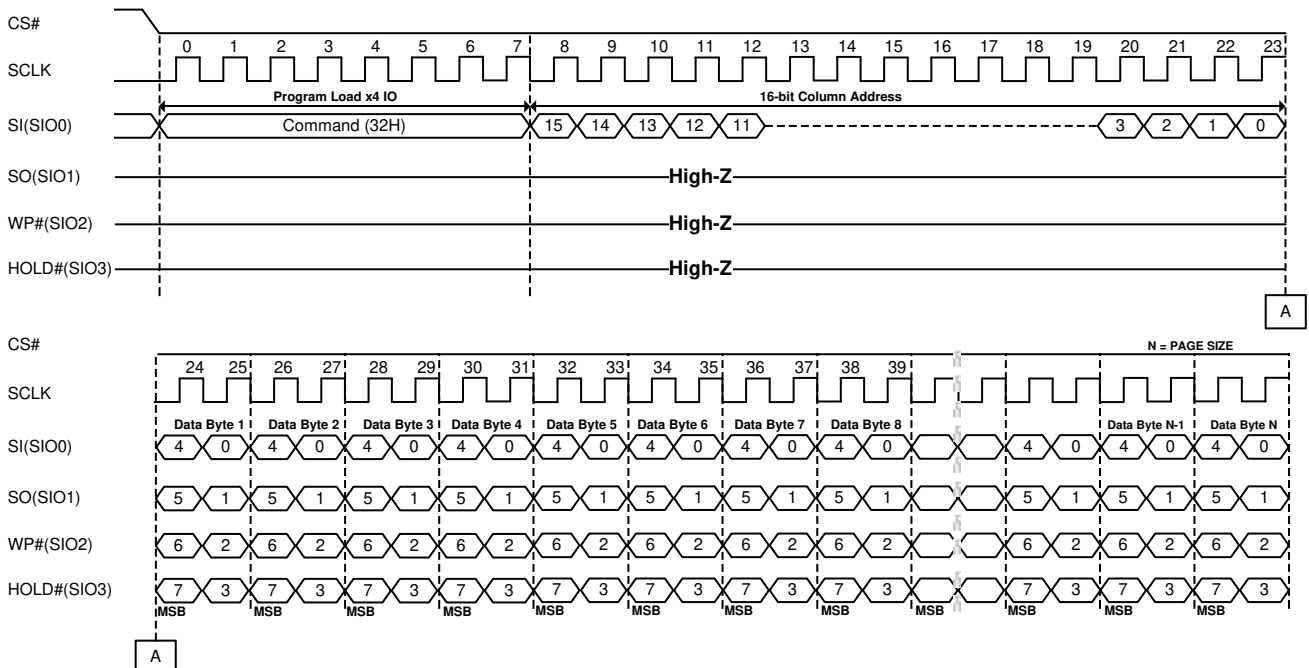 CS#
0 1 2 3 4 5 6 7 8 9 10 11 12 13 14 15 16 17 18 19 20 21 22 23
SCLK
Program Load x4 IO 16-bit Column Address
SI(SIO0) Command (32H) 15 14 13 12 11 3 2 1 0
SO(SIO1) High-Z
WP#(SIO2) High-Z
HOLD#(SIO3) High-Z
A
CS#
N = PAGE SIZE
24 25 26 27 28 29 30 31 32 33 34 35 36 37 38 39
SCLK
Data Byte 1 Data Byte 2 Data Byte 3 Data Byte 4 Data Byte 5 Data Byte 6 Data Byte 7 Data Byte 8 Data Byte N-1 Data Byte N
SI(SIO0) 4 0 4 0 4 0 4 0 4 0 4 0 4 0 4 0 4 0 4 0 4 0
SO(SIO1) 5 1 5 1 5 1 5 1 5 1 5 1 5 1 5 1 5 1 5 1 5 1
WP#(SIO2) 6 2 6 2 6 2 6 2 6 2 6 2 6 2 6 2 6 2 6 2 6 2
HOLD#(SIO3) 7 3 7 3 7 3 7 3 7 3 7 3 7 3 7 3 7 3 7 3 7 3
MSB MSB MSB MSB MSB MSB MSB MSB MSB MSB MSB MSB
A